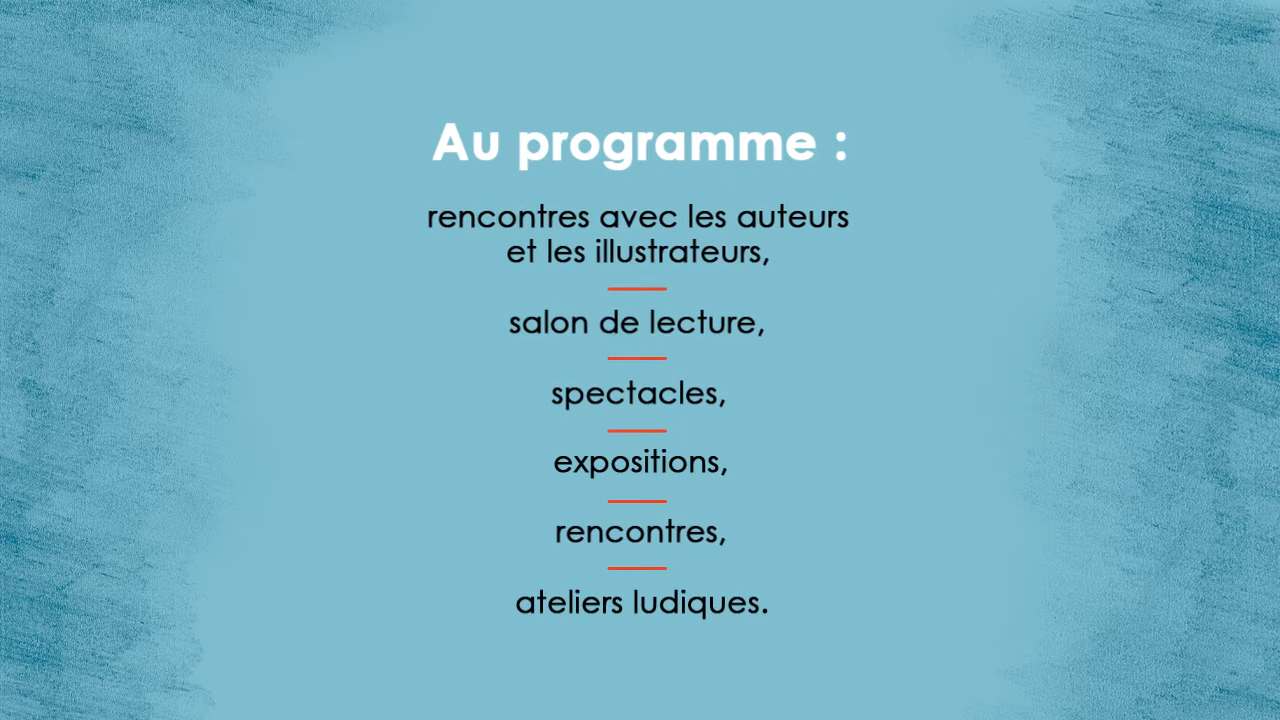 Au programme :
rencontres avec les auteurs
et les illustrateurs,
salon de lecture,
spectacles,
expositions,
rencontres,
ateliers ludiques.